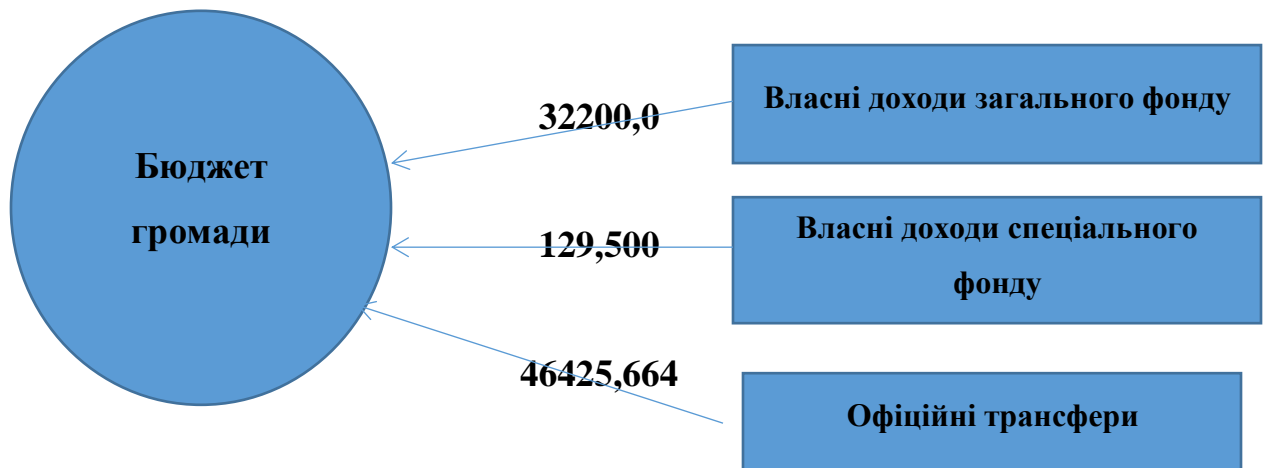 Бюджет
громади
32200,0
Власні доходи загального фонду
129,500
Власні доходи спеціального
фонду
46425,664
Офіційні трансфери